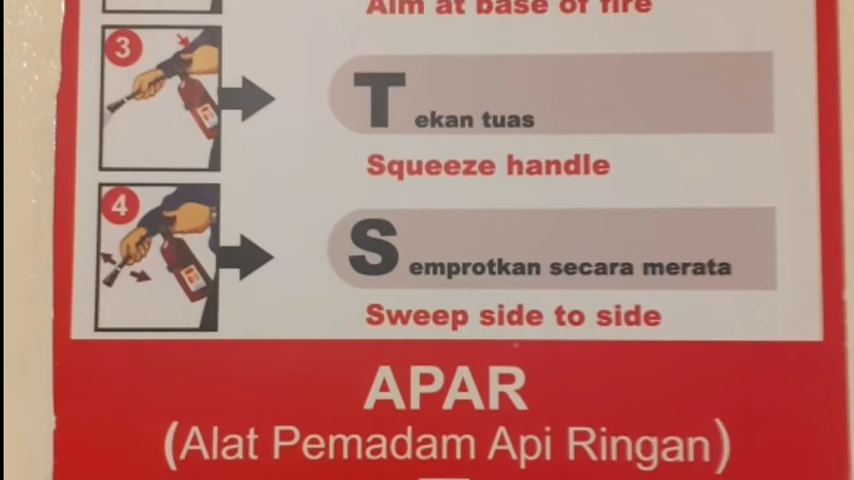 Aim at base of fire
3
Tekan tuas
Squeeze handle
4
Semprotkan secara merata
Sweep side to side
APAR
(Alat Pemadam Api Ringan)